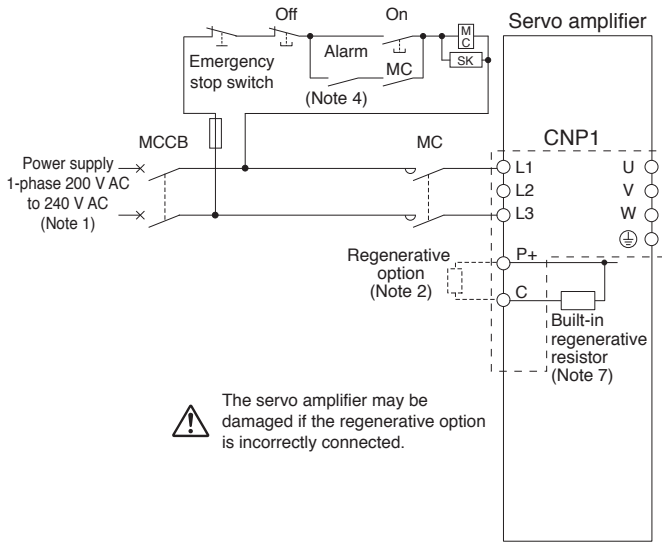 Off
On
Servo amplifier
M
C
SK
Emergency
stop switch
Alarm
MC
(Note 4)
MCCB
MC
CNP1
Power supply
1-phase 200 V AC
to 240 V AC
(Note 1)
L1
L2
L3
U
V
W
Regenerative
option
(Note 2)
P+
C
Built-in
regenerative
resistor
(Note 7)
The servo amplifier may be
damaged if the regenerative option
is incorrectly connected.